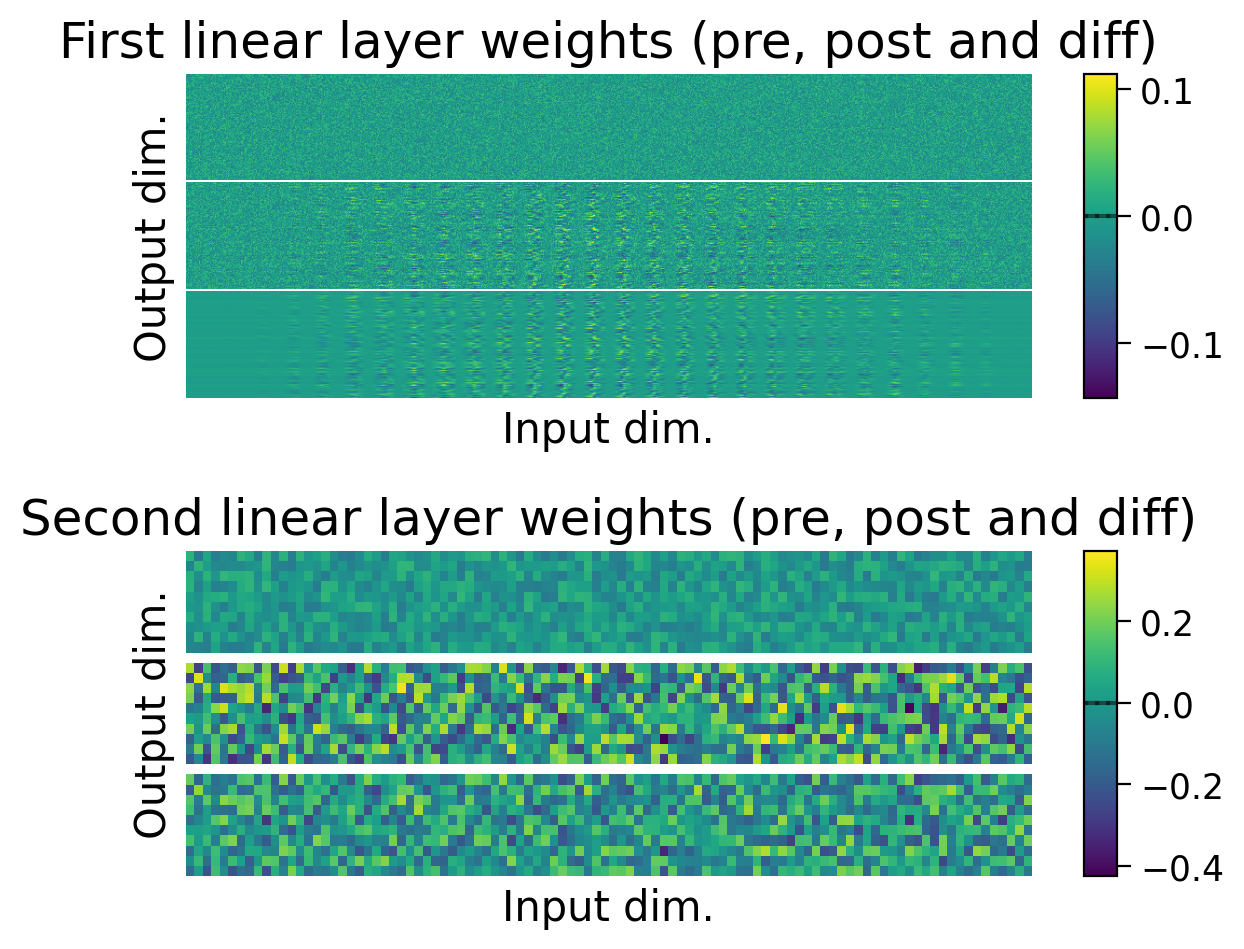 First linear layer weights (pre, post and diff)
Output dim.
Input dim.
0.1
0.0
−0.1
Second linear layer weights (pre, post and diff)
Output dim.
Input dim.
0.2
0.0
−0.2
−0.4